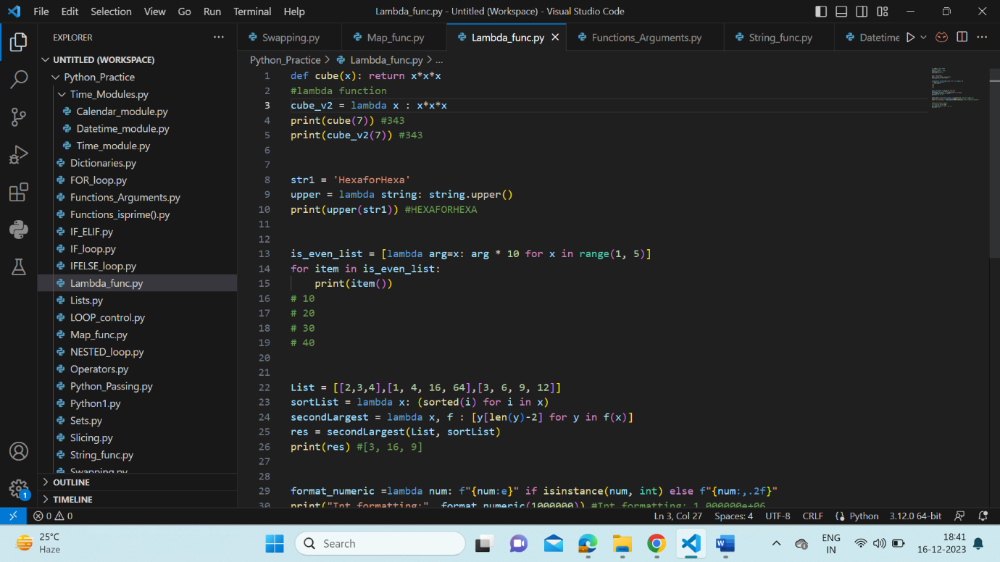 File Edit Selection View Go Run Terminal Help Lambda_func.py - Untitled (Workspace) - Visual Studio Code
EXPLORER
UNTITLED (WORKSPACE)
Python_Practice
Time_Modules.py
Calendar_module.py
Datetime_module.py
Time_module.py
Dictionaries.py
FOR_loop.py
Functions_Arguments.py
Functions_isprime().py
IF_ELIF.py
IF_loop.py
IFELSE_loop.py
Lambda_func.py
Lists.py
LOOP_control.py
Map_func.py
NESTED_loop.py
Operators.py
Python_Passing.py
Python1.py
Sets.py
Slicing.py
String_func.py
Swapping.py
OUTLINE
TIMELINE
1
Swapping.py Map_func.py Lambda_func.py Functions_Arguments.py String_func.py Datetime
Python_Practice > Lambda_func.py > ...
1 def cube(x): return x*x*x
2 #lambda function
3 cube_v2 = lambda x : x*x*x
4 print(cube(7)) #343
5 print(cube_v2(7)) #343
6
7
8 str1 = 'HexaforHexa'
9 upper = lambda string: string.upper()
10 print(upper(str1)) #HEXAFORHEXA
11
12
13 is_even_list = [lambda arg=x: arg * 10 for x in range(1, 5)]
14 for item in is_even_list:
15     print(item())
16 # 10
17 # 20
18 # 30
19 # 40
20
21
22 List = [[2,3,4],[1, 4, 16, 64],[3, 6, 9, 12]]
23 sortList = lambda x: (sorted(i) for i in x)
24 secondLargest = lambda x, f : [y[len(y)-2] for y in f(x)]
25 res = secondLargest(List, sortList)
26 print(res) #[3, 16, 9]
27
28
29 format_numeric =lambda num: f"{num:e}" if isinstance(num, int) else f"{num:,.2f}"
30 print("Int formatting:", format_numeric(1000000)) #Int formatting: 1.000000e+06
0 0 Ln 3, Col 27 Spaces: 4 UTF-8 CRLF Python 3.12.0 64-bit
25°C
Haze
Search
ENG
IN
18:41
16-12-2023